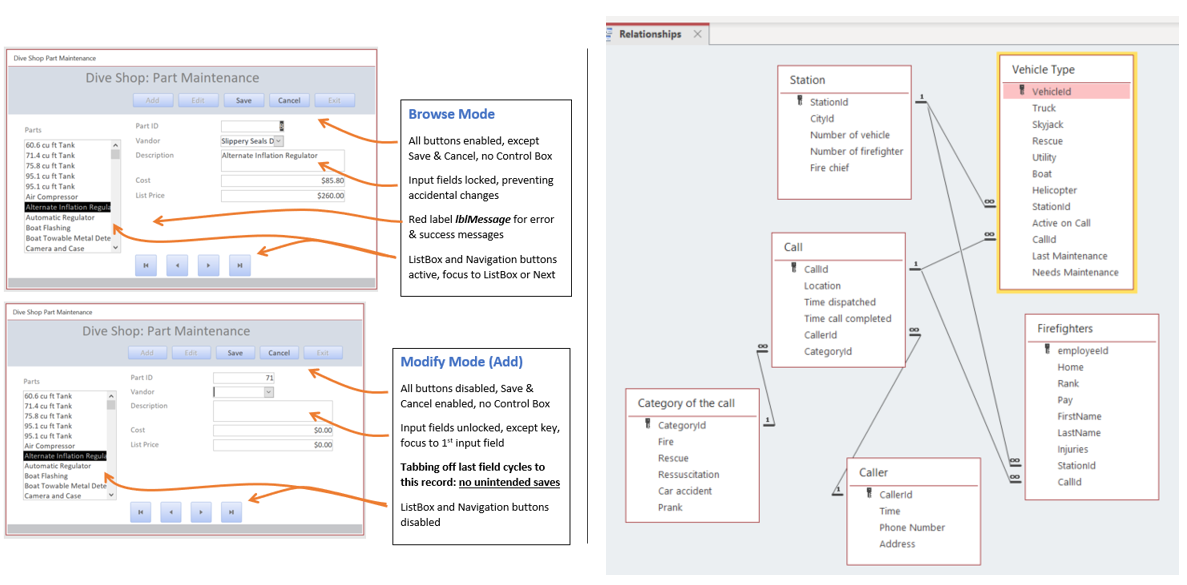 Dive Shop Part Maintenance
Dive Shop: Part Maintenance
Add Edit Save Cancel Exit
Parts
60.6 cu ft Tank
71.4 cu ft Tank
75.8 cu ft Tank
95.1 cu ft Tank
95.1 cu ft Tank
Air Compressor
Alternate Inflation Regula
Automatic Regulator
Boat Flashing
Boat Towable Metal Dete
Camera and Case
Part ID
Vandor Slippery Seals D
Description Alternate Inflation Regulator
Cost $85.80
List Price $260.00
Browse Mode
All buttons enabled, except
Save & Cancel, no Control Box
Input fields locked, preventing
accidental changes
Red label lblMessage for error
& success messages
ListBox and Navigation buttons
active, focus to ListBox or Next
Dive Shop Part Maintenance
Dive Shop: Part Maintenance
Add Edit Save Cancel Exit
Parts
60.6 cu ft Tank
71.4 cu ft Tank
75.8 cu ft Tank
95.1 cu ft Tank
95.1 cu ft Tank
Air Compressor
Alternate Inflation Regula
Automatic Regulator
Boat Flashing
Boat Towable Metal Dete
Camera and Case
Part ID 71
Vandor
Description
Cost $0.00
List Price $0.00
Modify Mode (Add)
All buttons disabled, Save &
Cancel enabled, no Control Box
Input fields unlocked, except key,
focus to 1st input field
Tabbing off last field cycles to
this record: no unintended saves
ListBox and Navigation buttons
disabled
Relationships
Station
StationId
CityId
Number of vehicle
Number of firefighter
Fire chief
1
Vehicle Type
VehicleId
Truck
Skyjack
Rescue
Utility
Boat
Helicopter
StationId
Active on Call
CallId
Last Maintenance
Needs Maintenance
∞
∞
Call
CallId
Location
Time dispatched
Time call completed
CallerId
CategoryId
1
∞
∞
Category of the call
CategoryId
Fire
Rescue
Ressuscitation
Car accident
Prank
1
Caller
CallerId
Time
Phone Number
Address
1
Firefighters
employeeId
Home
Rank
Pay
FirstName
LastName
Injuries
StationId
CallId
∞
∞